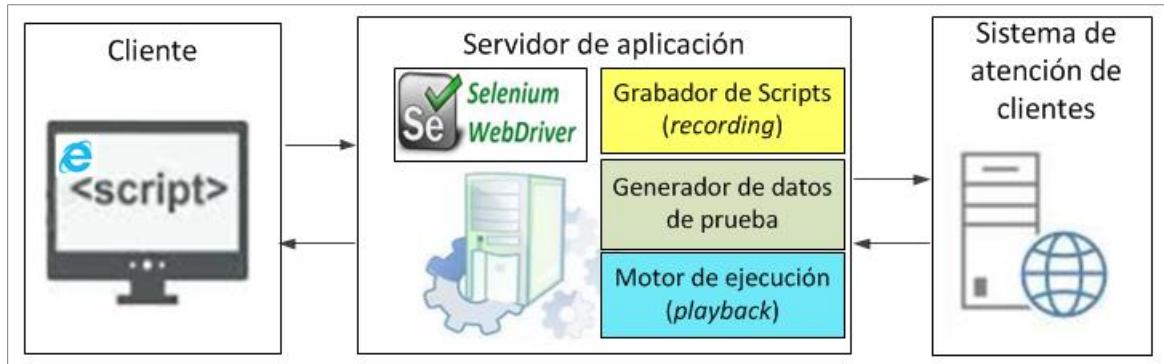 Cliente
<script>
Servidor de aplicación
Se
Selenium
WebDriver
Grabador de Scripts
(recording)
Generador de datos
de prueba
Motor de ejecución
(playback)
Sistema de
atención de
clientes